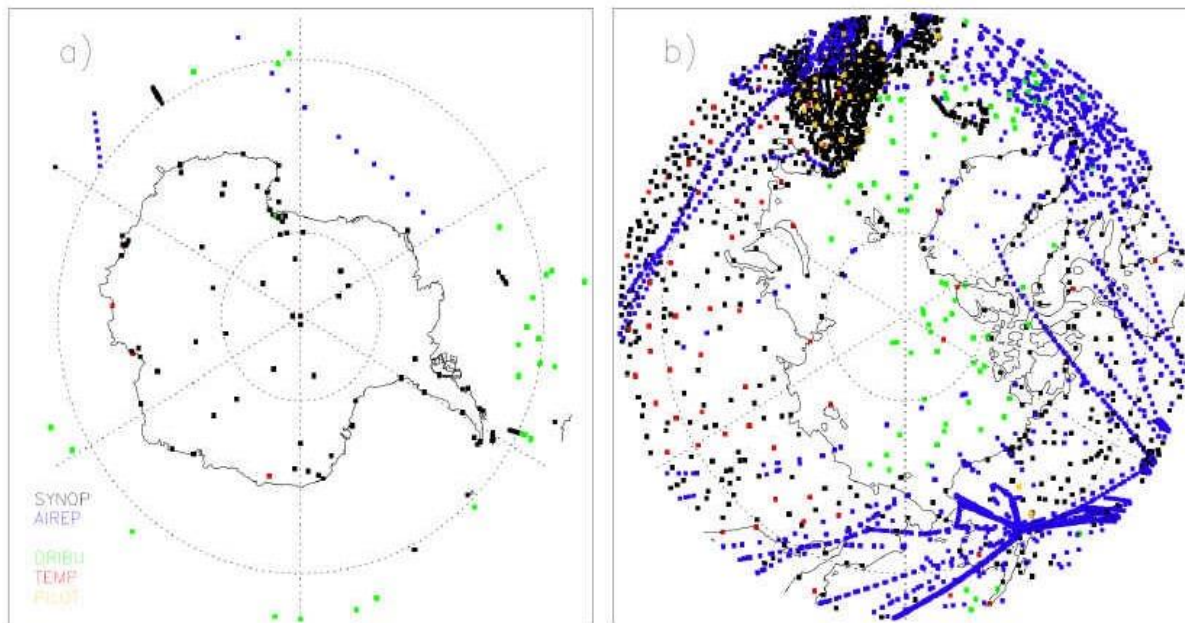 a)
b)
SYNOP
AIREP
DRIBU
TEMP
PILOT